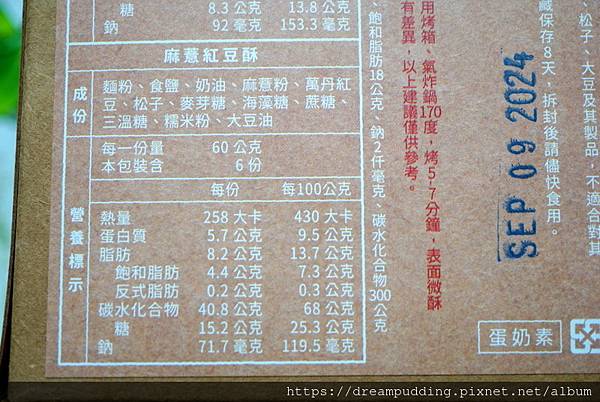 糖 8.3 公克 13.8 公克
鈉 92 毫克 153.3 毫克
麻薏紅豆酥
成份
麵粉、食鹽、奶油、麻薏粉、萬丹紅
豆、松子、麥芽糖、海藻糖、蔗糖、
三溫糖、糯米粉、大豆油
營養標示
每一份量 60 公克
本包裝含 6 份
每份 每100公克
熱量 258 大卡 430 大卡
蛋白質 5.7 公克 9.5 公克
脂肪 8.2 公克 13.7 公克
飽和脂肪 4.4 公克 7.3 公克
反式脂肪 0.2 公克 0.3 公克
碳水化合物 40.8 公克 68 公克
糖 15.2 公克 25.3 公克
鈉 71.7 毫克 119.5 毫克
、松子、大豆及其製品，不適合對其
藏保存8天，拆封後請儘快食用。
SEP 09 2024
用烤箱、氣炸鍋170度，烤5-7分鐘，表面微酥
有差異，以上建議僅供參考。
、飽和脂肪18公克、鈉2仟毫克、碳水化合物300公克
蛋奶素
https://dreampudding.pixnet.net/album